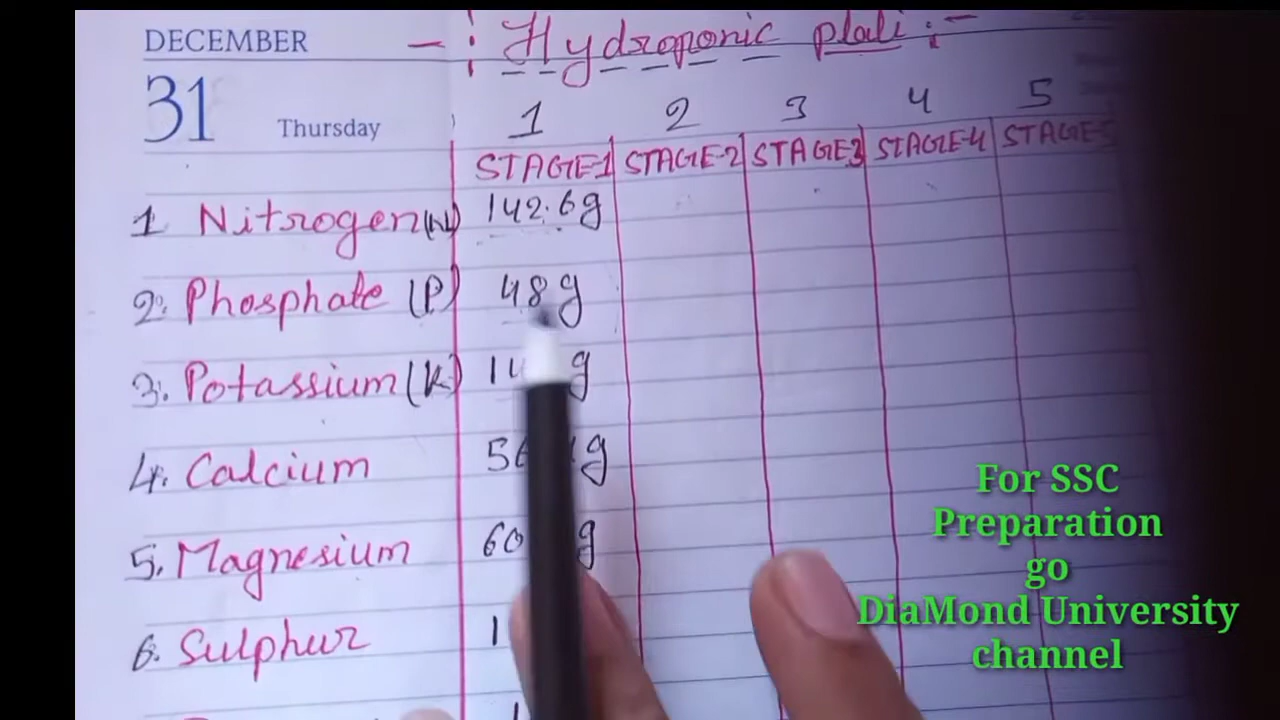 DECEMBER -: Hydroponic plali :-
31 Thursday
1 2 3 4 5
STAGE-1 STAGE-2 STAGE3 STAGE-4 STAGE-5
1 Nitrogen (N) 142.6g
2. Phosphate (P) 48g
3. Potassium (K) g
4. Calcium g
5. Magnesium g
6. Sulphur
For SSC
Preparation
go
DiaMond University
channel